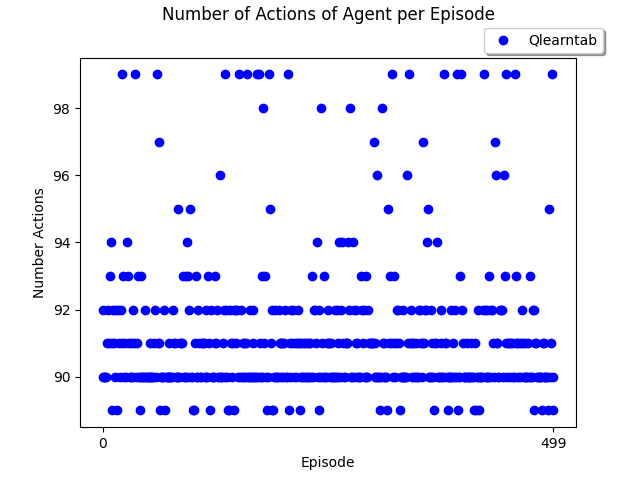 Number of Actions of Agent per Episode
Qlearntab
98
96
94
92
90
Number Actions
0
499
Episode